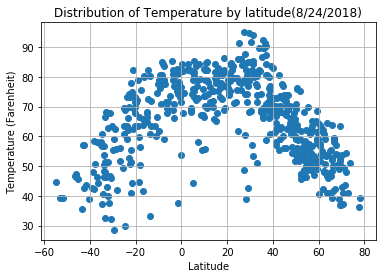 Distribution of Temperature by latitude(8/24/2018)
Temperature (Farenheit)
90
80
70
60
50
40
30
−60 −40 −20 0 20 40 60 80
Latitude